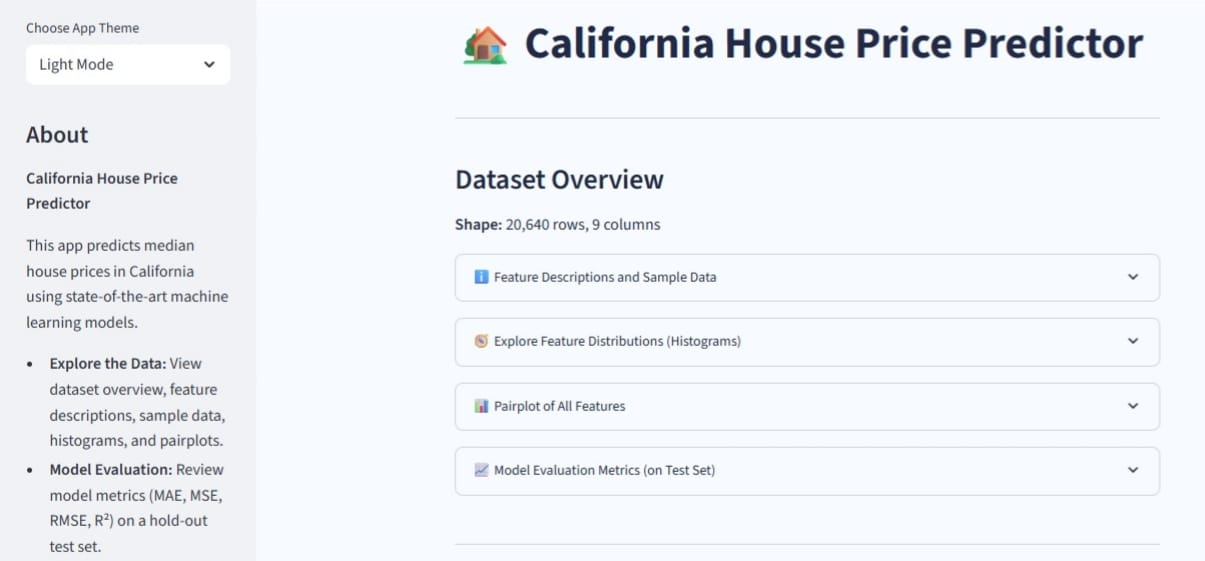 Choose App Theme
Light Mode
About
California House Price
Predictor
This app predicts median
house prices in California
using state-of-the-art machine
learning models.
• Explore the Data: View
dataset overview, feature
descriptions, sample data,
histograms, and pairplots.
• Model Evaluation: Review
model metrics (MAE, MSE,
RMSE, R²) on a hold-out
test set.
California House Price Predictor
Dataset Overview
Shape: 20,640 rows, 9 columns
Feature Descriptions and Sample Data
Explore Feature Distributions (Histograms)
Pairplot of All Features
Model Evaluation Metrics (on Test Set)